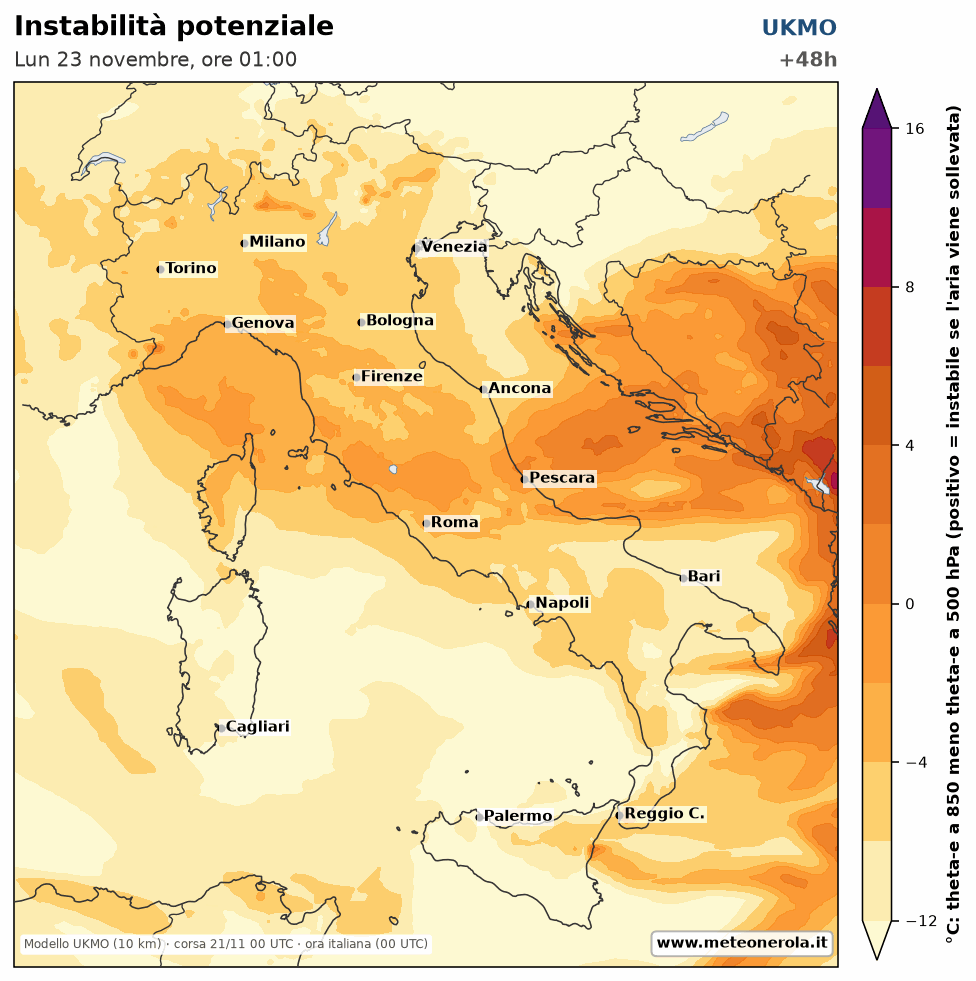 Instabilità potenziale
UKMO
Lun 23 novembre, ore 01:00
+48h
Milano
Venezia
Torino
Genova
Bologna
Firenze
Ancona
Pescara
Roma
Bari
Napoli
Cagliari
Palermo
Reggio C.
16
8
4
0
−4
−12
°C: theta-e a 850 meno theta-e a 500 hPa (positivo = instabile se l'aria viene sollevata)
Modello UKMO (10 km) · corsa 21/11 00 UTC · ora italiana (00 UTC)
www.meteonerola.it